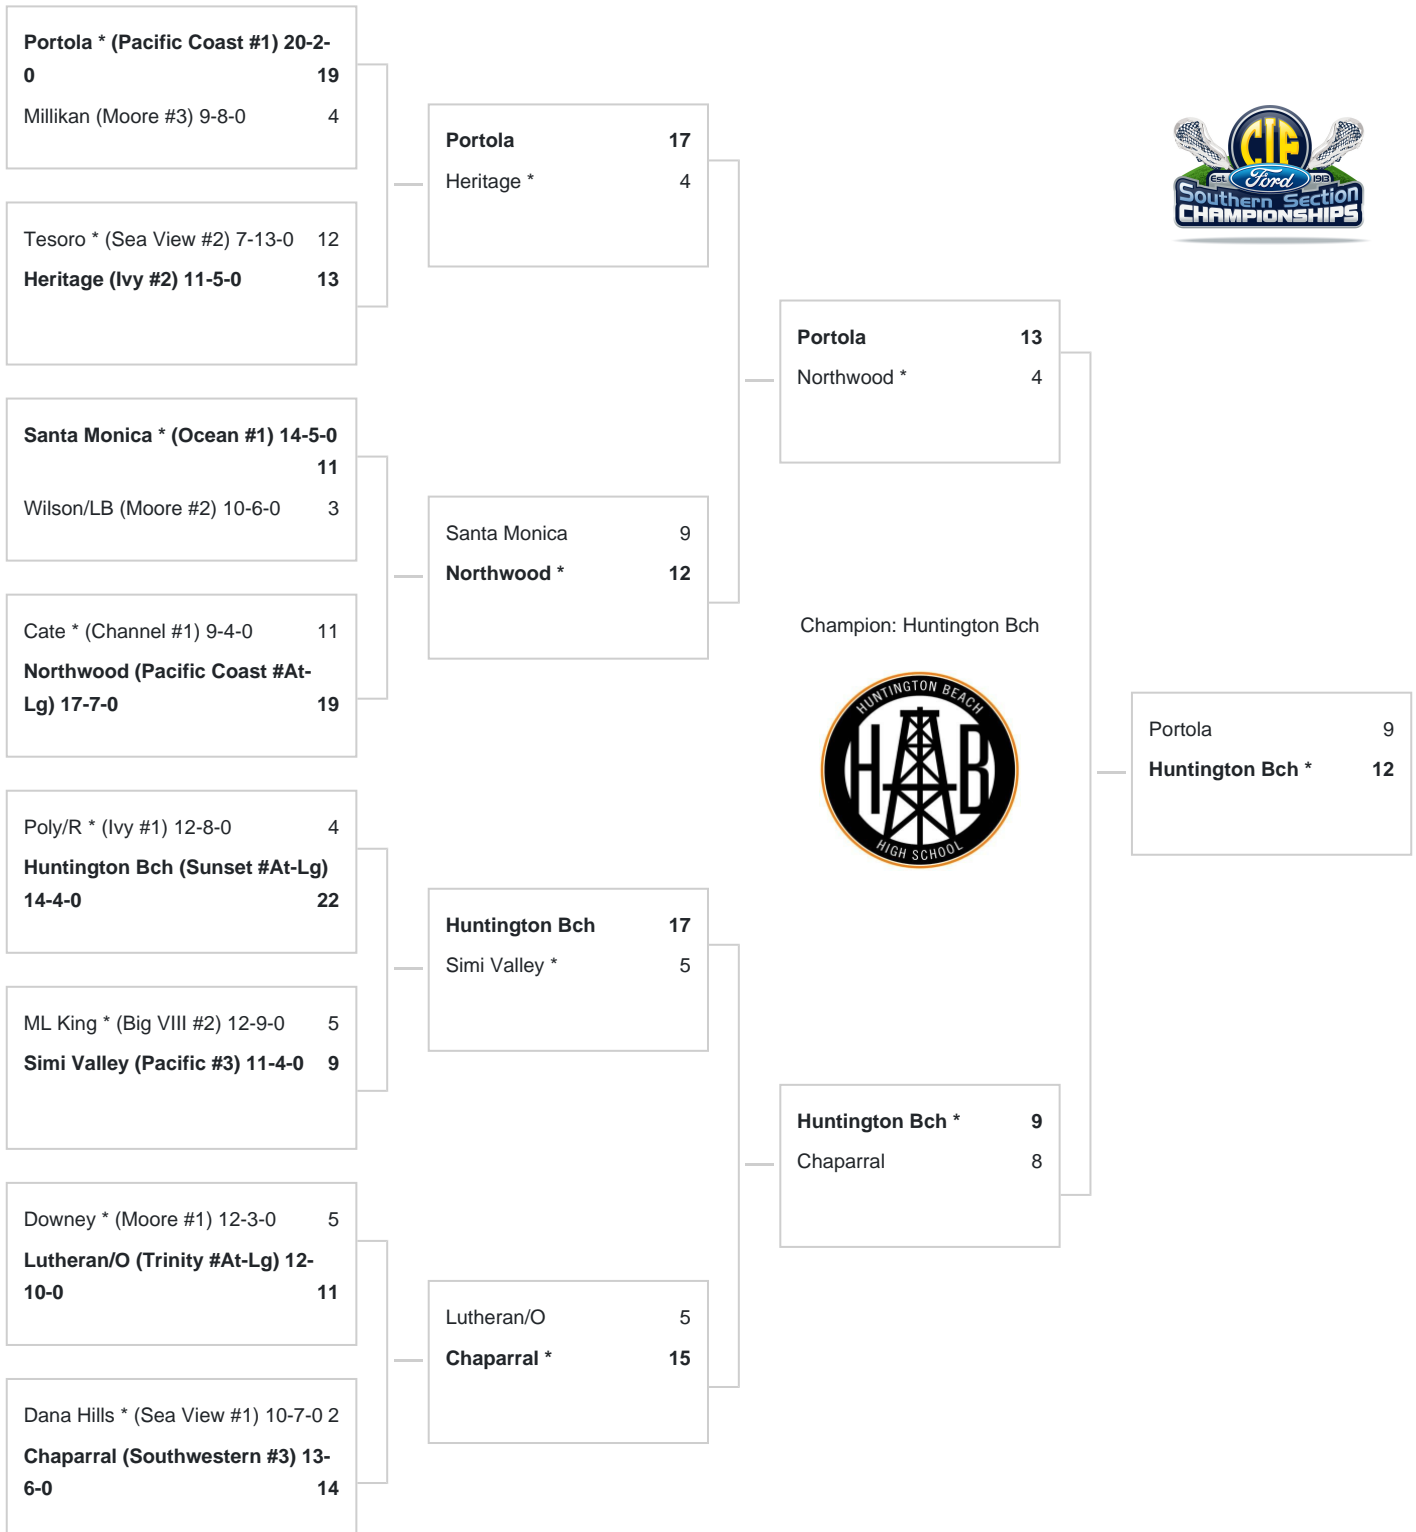 Portola * (Pacific Coast #1) 20-2-
0 19
Millikan (Moore #3) 9-8-0 4
Tesoro * (Sea View #2) 7-13-0 12
Heritage (Ivy #2) 11-5-0 13
Santa Monica * (Ocean #1) 14-5-0
11
Wilson/LB (Moore #2) 10-6-0 3
Cate * (Channel #1) 9-4-0 11
Northwood (Pacific Coast #At-
Lg) 17-7-0 19
Poly/R * (Ivy #1) 12-8-0 4
Huntington Bch (Sunset #At-Lg)
14-4-0 22
ML King * (Big VIII #2) 12-9-0 5
Simi Valley (Pacific #3) 11-4-0 9
Downey * (Moore #1) 12-3-0 5
Lutheran/O (Trinity #At-Lg) 12-
10-0 11
Dana Hills * (Sea View #1) 10-7-0 2
Chaparral (Southwestern #3) 13-
6-0 14
Portola 17
Heritage * 4
Santa Monica 9
Northwood * 12
Huntington Bch 17
Simi Valley * 5
Lutheran/O 5
Chaparral * 15
Portola 13
Northwood * 4
Huntington Bch * 9
Chaparral 8
Champion: Huntington Bch
HUNTINGTON BEACH
H B
HIGH SCHOOL
CIF
Est. Ford 1913
Southern Section
CHAMPIONSHIPS
Portola 9
Huntington Bch * 12